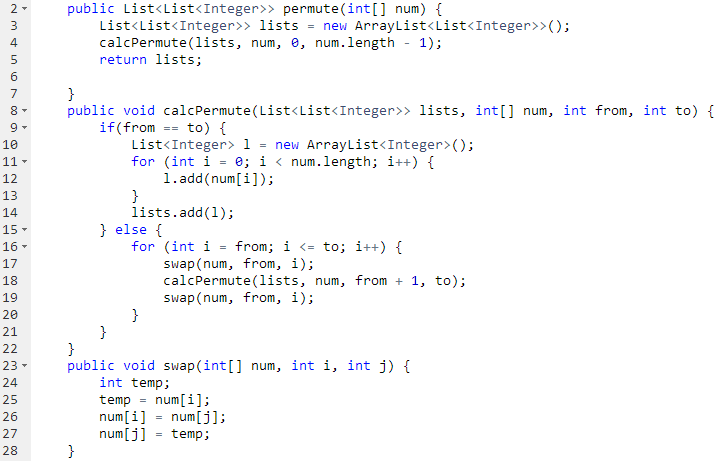 2    public List<List<Integer>> permute(int[] num) {
3        List<List<Integer>> lists = new ArrayList<List<Integer>>();
4        calcPermute(lists, num, 0, num.length - 1);
5        return lists;
6
7    }
8    public void calcPermute(List<List<Integer>> lists, int[] num, int from, int to) {
9        if(from == to) {
10            List<Integer> l = new ArrayList<Integer>();
11            for (int i = 0; i < num.length; i++) {
12                l.add(num[i]);
13            }
14            lists.add(l);
15        } else {
16            for (int i = from; i <= to; i++) {
17                swap(num, from, i);
18                calcPermute(lists, num, from + 1, to);
19                swap(num, from, i);
20            }
21        }
22    }
23    public void swap(int[] num, int i, int j) {
24        int temp;
25        temp = num[i];
26        num[i] = num[j];
27        num[j] = temp;
28    }